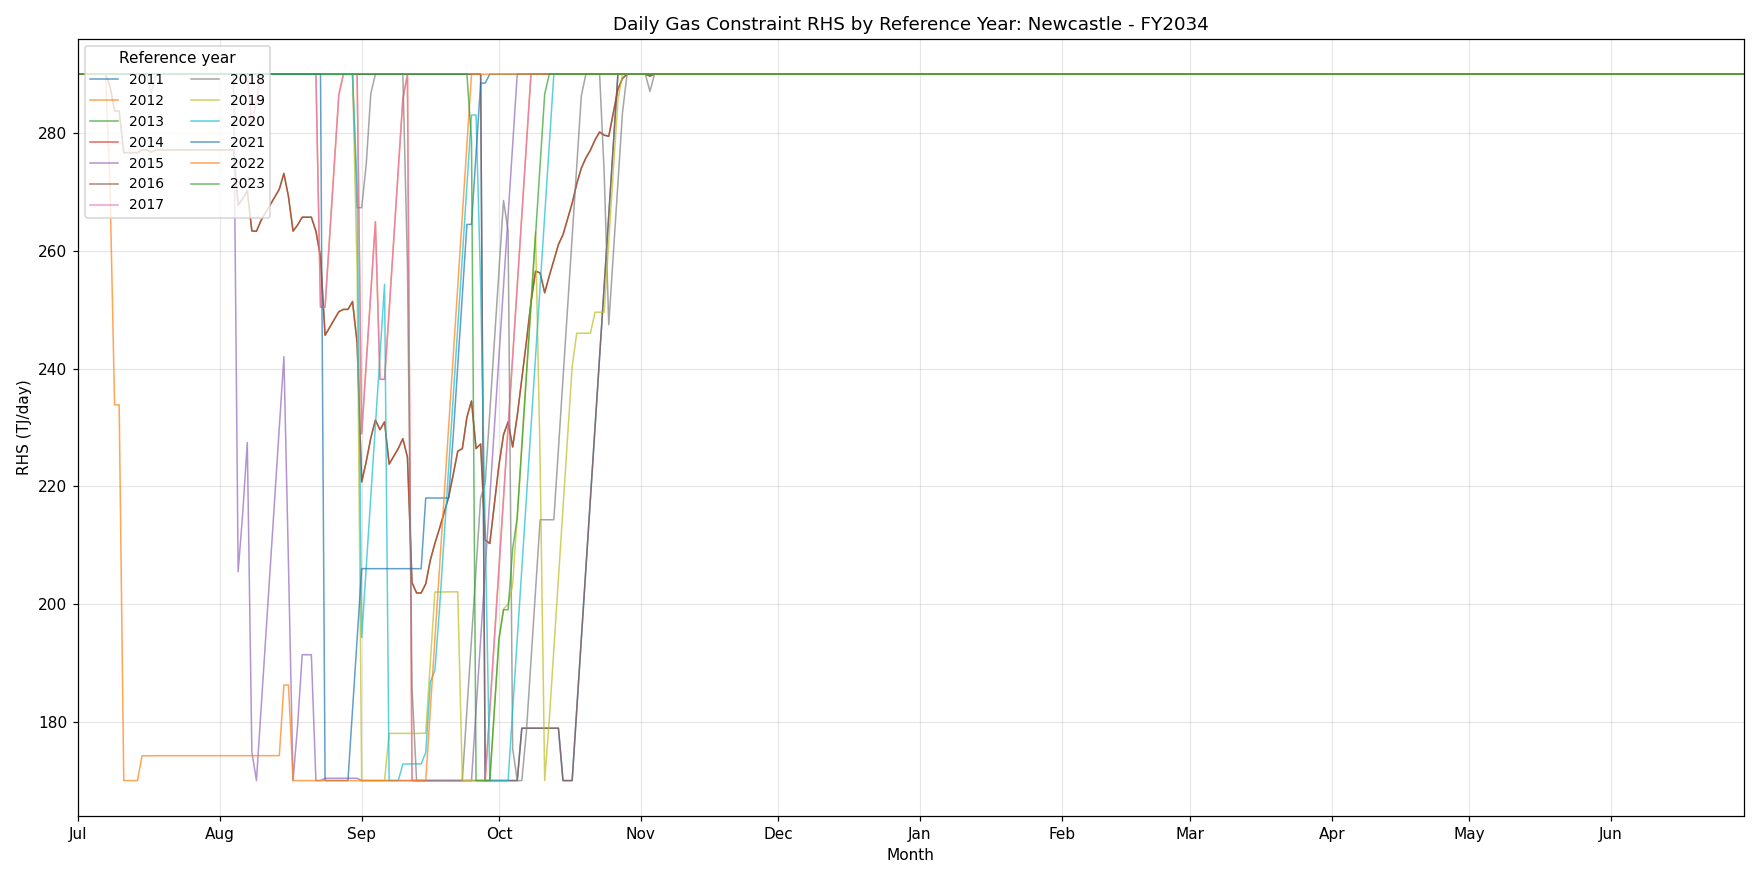 Daily Gas Constraint RHS by Reference Year: Newcastle - FY2034
Reference year
2011 2018
2012 2019
2013 2020
2014 2021
2015 2022
2016 2023
2017
280
260
240
220
200
180
RHS (TJ/day)
Jul Aug Sep Oct Nov Dec Jan Feb Mar Apr May Jun
Month